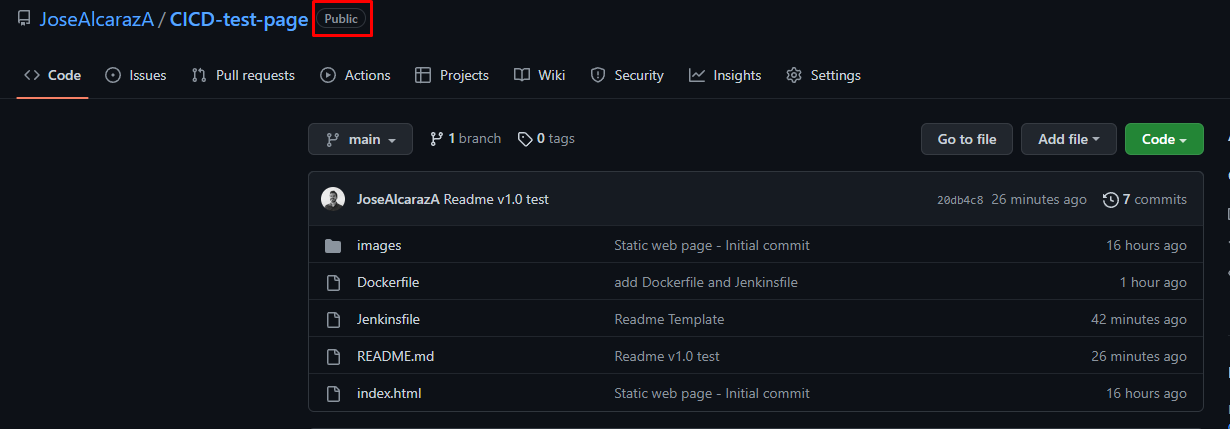 JoseAlcarazA / CICD-test-page Public
Code Issues Pull requests Actions Projects Wiki Security Insights Settings
main 1 branch 0 tags Go to file Add file Code
JoseAlcarazA Readme v1.0 test 20db4c8 26 minutes ago 7 commits
images Static web page - Initial commit 16 hours ago
Dockerfile add Dockerfile and Jenkinsfile 1 hour ago
Jenkinsfile Readme Template 42 minutes ago
README.md Readme v1.0 test 26 minutes ago
index.html Static web page - Initial commit 16 hours ago